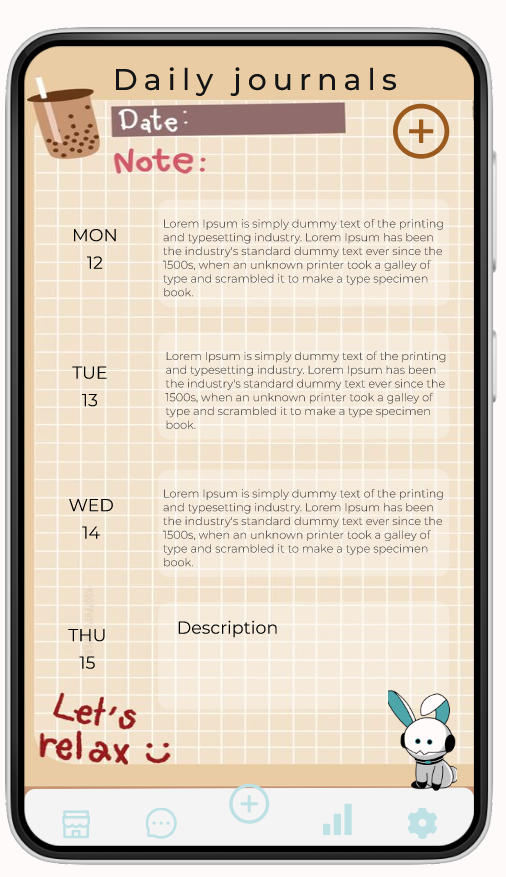 Daily journals
Date:
Note:
MON
12
Lorem Ipsum is simply dummy text of the printing
and typesetting industry. Lorem Ipsum has been
the industry's standard dummy text ever since the
1500s, when an unknown printer took a galley of
type and scrambled it to make a type specimen
book.
TUE
13
Lorem Ipsum is simply dummy text of the printing
and typesetting industry. Lorem Ipsum has been
the industry's standard dummy text ever since the
1500s, when an unknown printer took a galley of
type and scrambled it to make a type specimen
book.
WED
14
Lorem Ipsum is simply dummy text of the printing
and typesetting industry. Lorem Ipsum has been
the industry's standard dummy text ever since the
1500s, when an unknown printer took a galley of
type and scrambled it to make a type specimen
book.
THU
15
Description
Let's
relax